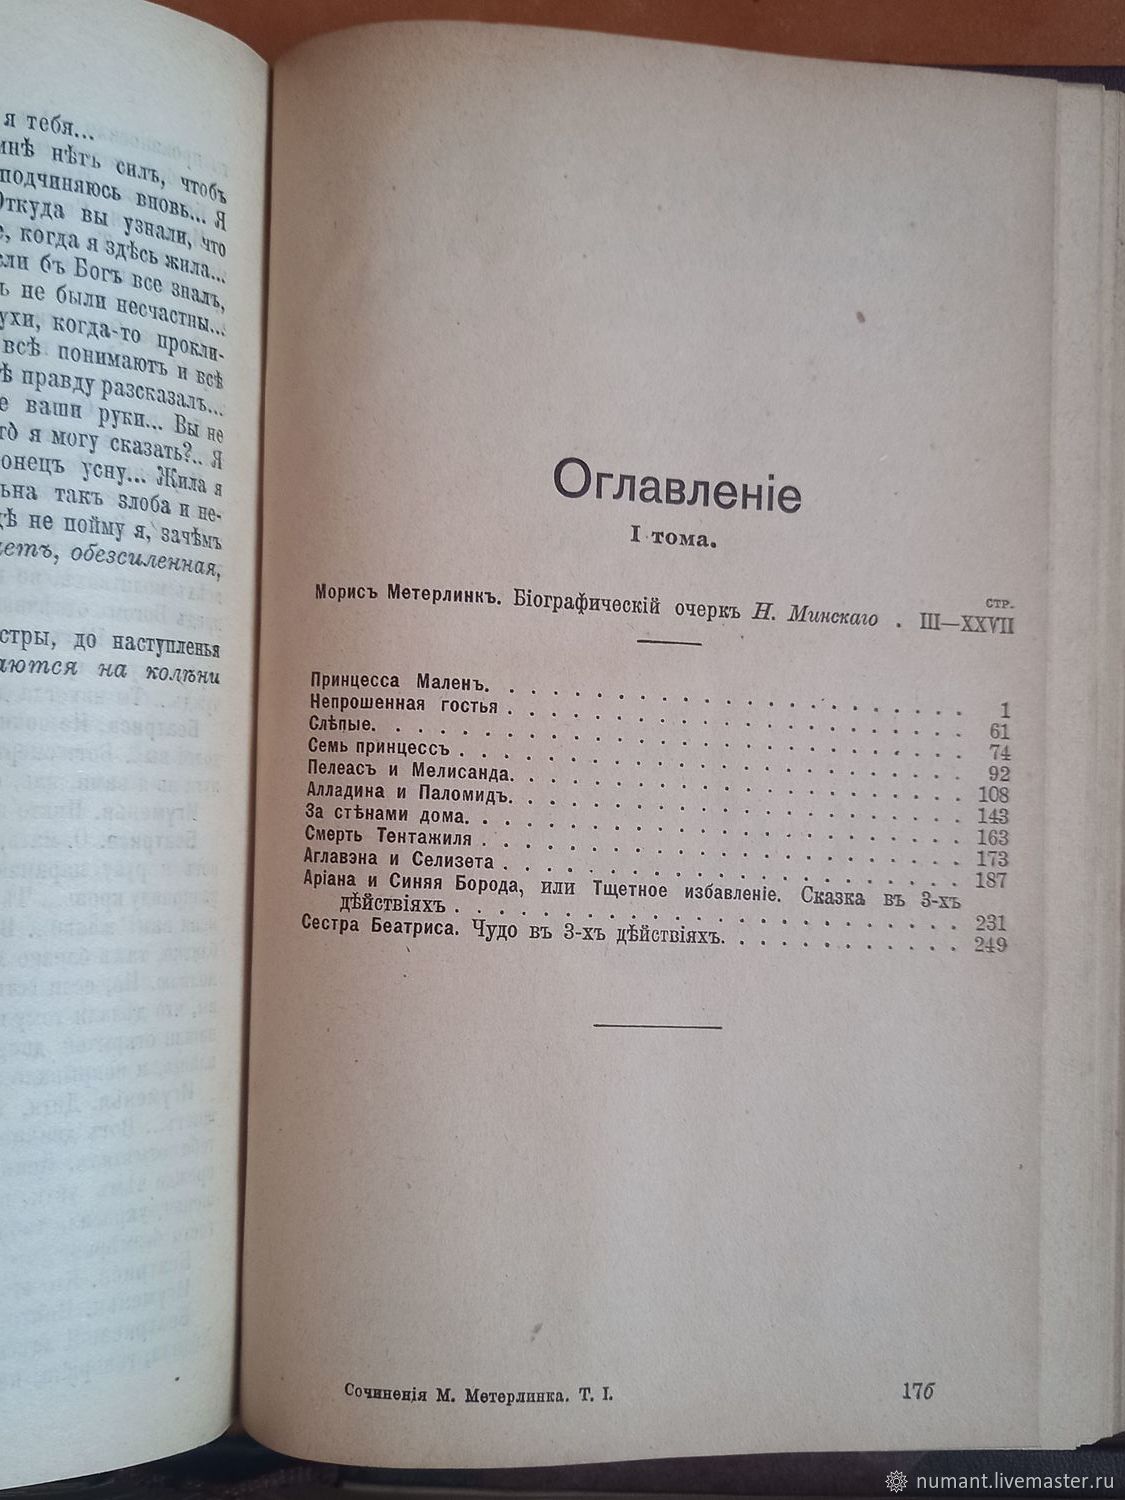 я тебя...
мнѣ нѣтъ силъ, чтобъ
подчиняюсь вновь... Я
Откуда вы узнали, что
когда я здѣсь жила...
бъ Богъ все зналъ,
не были несчастны...
когда-то прокли-
всѣ понимаютъ и всѣ
правду разсказалъ...
ваши руки... Вы не
я могу сказать?.. Я
усну... Жила я
такъ злоба и не-
не пойму я, зачѣмъ
обезсиленная,
до наступленья
на колѣни
Оглавленіе
I тома.
СТР.
Морисъ Метерлинкъ. Біографическій очеркъ Н. Минскаго . III—XXVII
Принцесса Маленъ. 1
Непрошенная гостья 61
Слѣпые. 74
Семь принцессъ 92
Пелеасъ и Мелисанда. 108
Алладина и Паломидъ. 143
За стѣнами дома. 163
Смерть Тентажиля 173
Аглавэна и Селизета 187
Аріана и Синяя Борода, или Тщетное избавленіе. Сказка въ 3-хъ
дѣйствіяхъ 231
Сестра Беатриса. Чудо въ 3-хъ дѣйствіяхъ. 249
Сочиненія М. Метерлинка. Т. I. 17б
numant.livemaster.ru